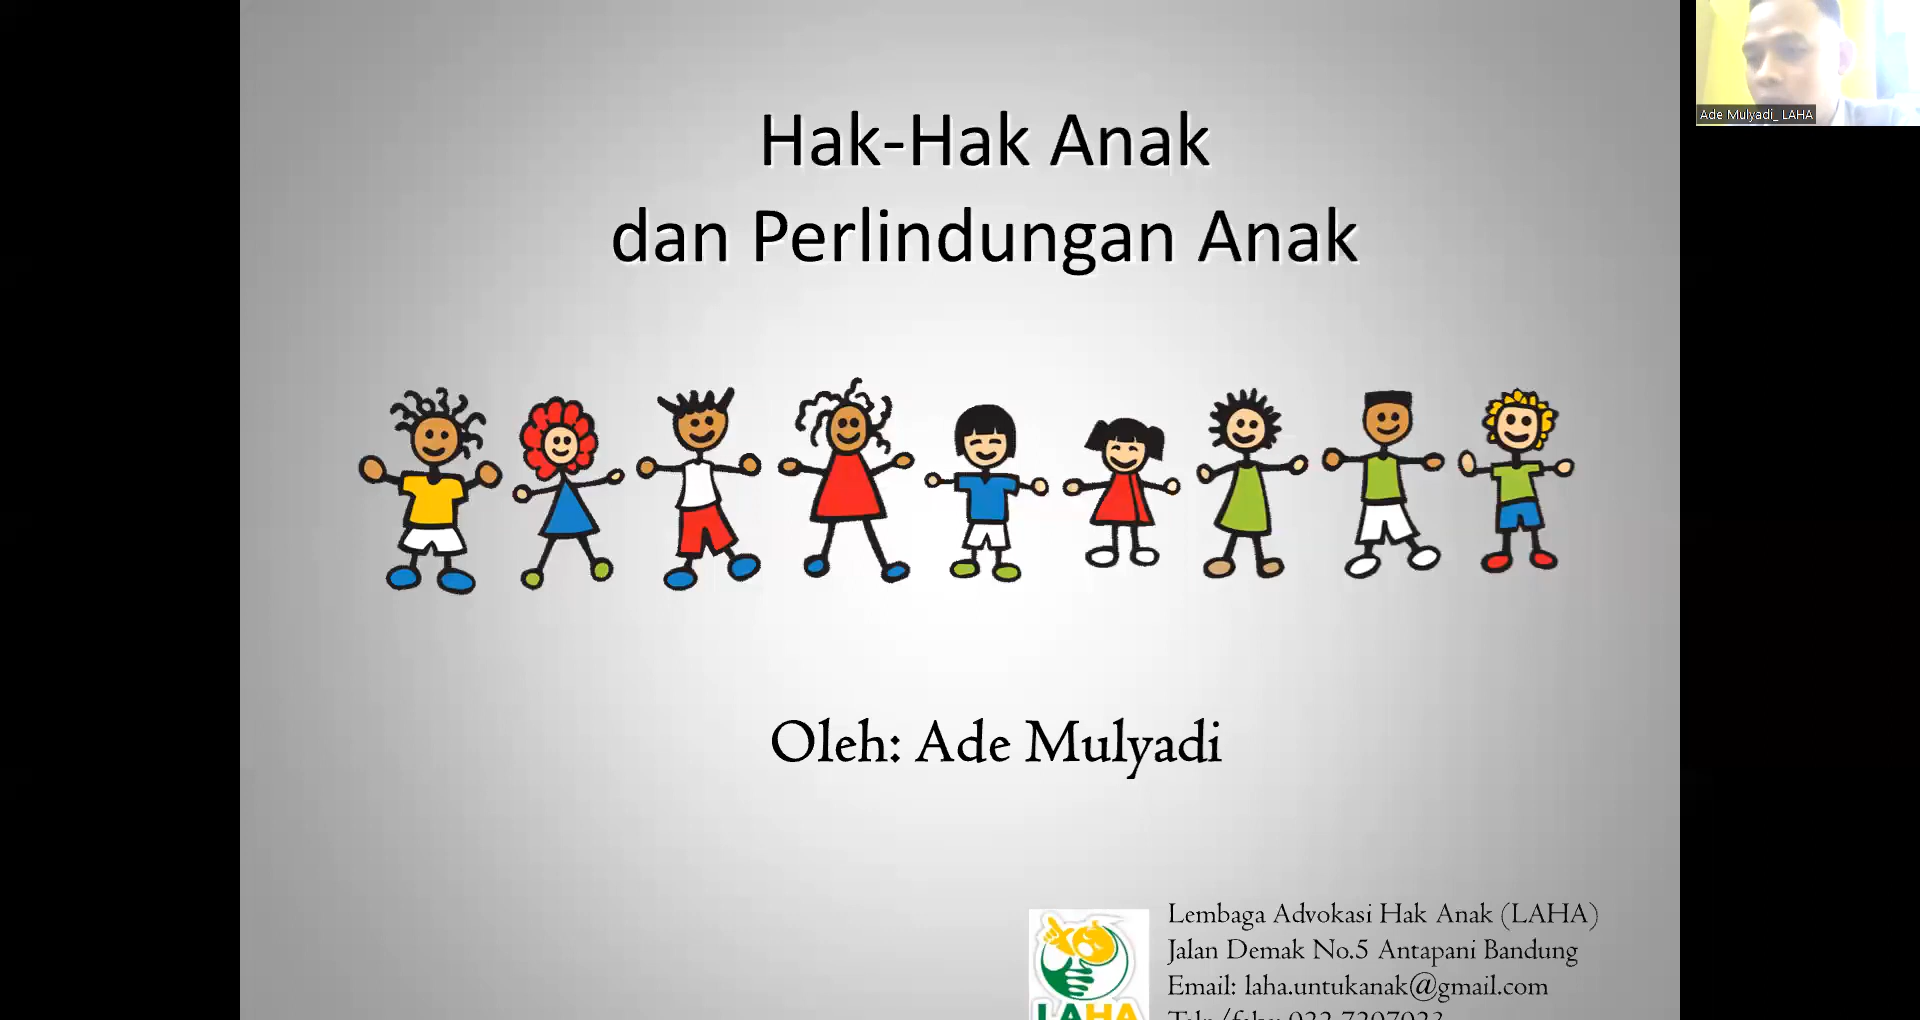 Hak-Hak Anak
dan Perlindungan Anak
Oleh: Ade Mulyadi
Lembaga Advokasi Hak Anak (LAHA)
Jalan Demak No.5 Antapani Bandung
Email: laha.untukanak@gmail.com
LAHA
Ade Mulyadi_ LAHA